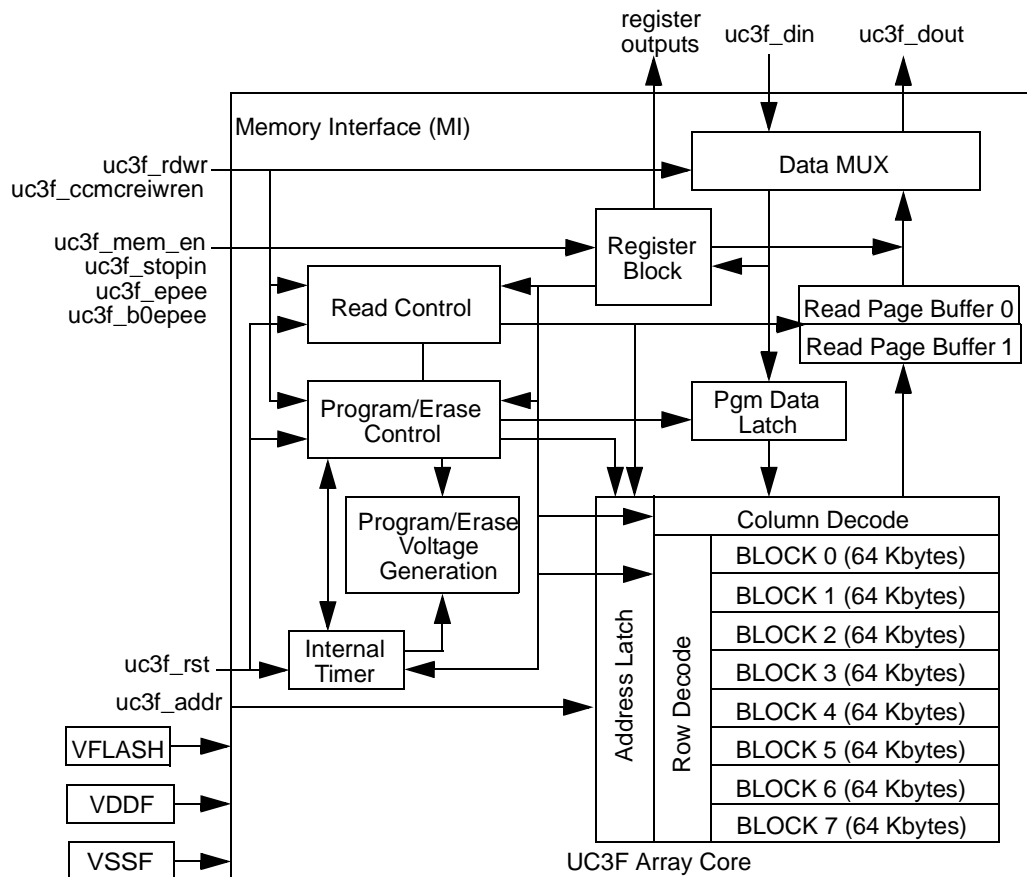 register
outputs
uc3f_din
uc3f_dout
Memory Interface (MI)
uc3f_rdwr
uc3f_ccmcreiwren
Data MUX
uc3f_mem_en
uc3f_stopin
uc3f_epee
uc3f_b0epee
Register
Block
Read Control
Read Page Buffer 0
Read Page Buffer 1
Program/Erase
Control
Pgm Data
Latch
Program/Erase
Voltage
Generation
Column Decode
BLOCK 0 (64 Kbytes)
BLOCK 1 (64 Kbytes)
BLOCK 2 (64 Kbytes)
BLOCK 3 (64 Kbytes)
BLOCK 4 (64 Kbytes)
BLOCK 5 (64 Kbytes)
BLOCK 6 (64 Kbytes)
BLOCK 7 (64 Kbytes)
Address Latch
Row Decode
Internal
Timer
uc3f_rst
uc3f_addr
VFLASH
VDDF
VSSF
UC3F Array Core